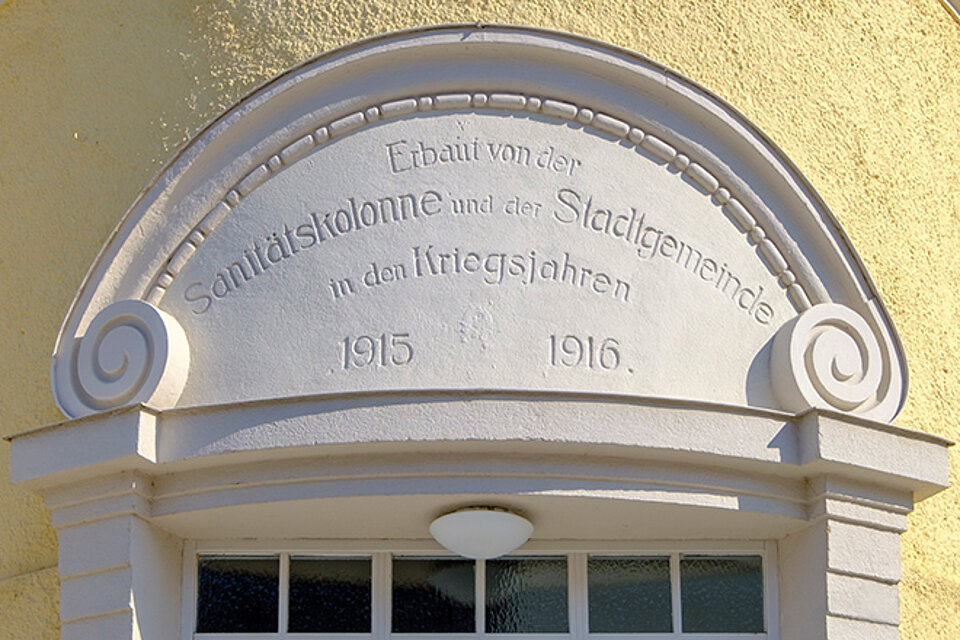 Erbaut von der
Sanitätskolonne und der Stadtgemeinde
in den Kriegsjahren
1915 1916.